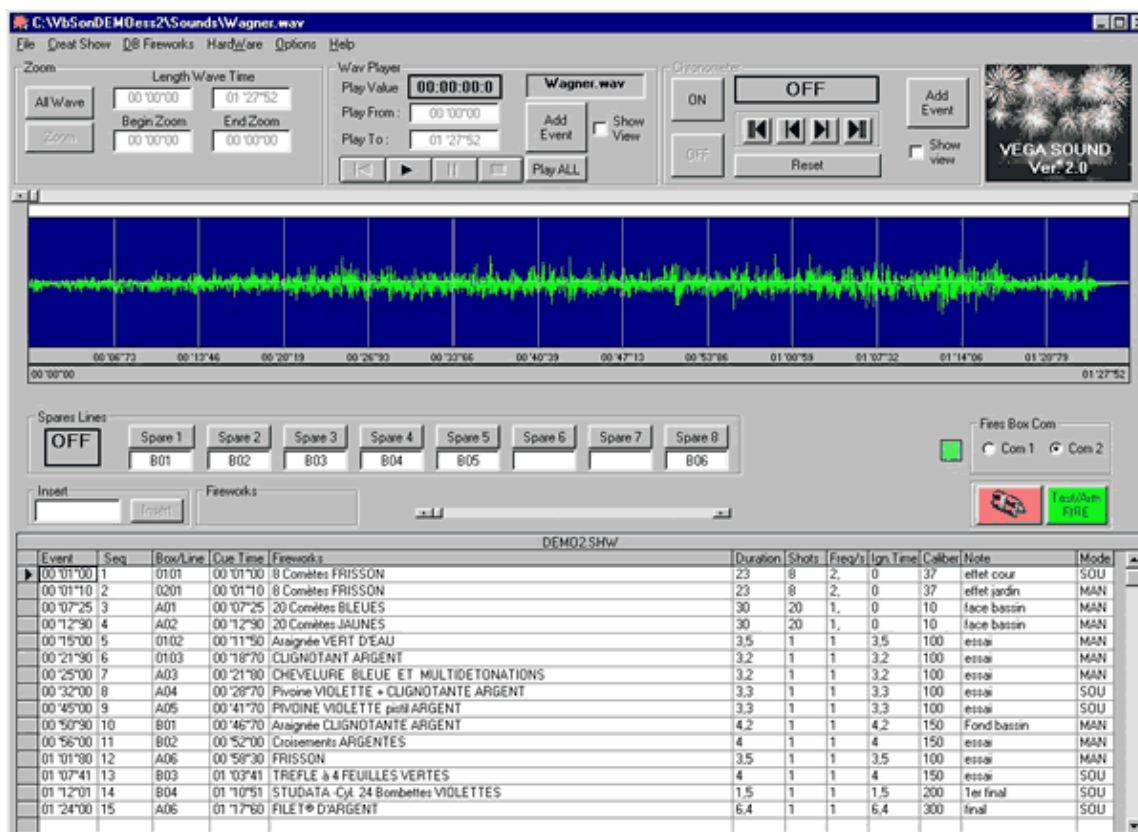 C:\VbSonDEMOess2\Sounds\Wagner.wav
File Creat Show DB Fireworks HardWare Options Help
Zoom
Length Wave Time
All Wave 00 '00"00 01 '27"52
Begin Zoom End Zoom
Zoom 00 '00"00 00 '00"00
Wav Player
Play Value 00:00:00:0 Wagner.wav
Play From : 00 '00"00
Add Event Show View
Play To : 01 '27"52
Play ALL
Chronometer
ON OFF
OFF
Reset
Add Event
Show view
VEGA SOUND
Ver. 2.0
00 '06"73 00 '13"46 00 '20"19 00 '26"93 00 '33"66 00 '40"39 00 '47"13 00 '53"86 01 '00"59 01 '07"32 01 '14"06 01 '20"79
00 '00"00 01 '27"52
Spares Lines
OFF
Spare 1 Spare 2 Spare 3 Spare 4 Spare 5 Spare 6 Spare 7 Spare 8
B01 B02 B03 B04 B05 B06
Fires Box Com
Com 1 Com 2
Insert
Insert
Fireworks
Test/Arm
FIRE
DEMO2.SHW
Event Seq Box/Line Cue Time Fireworks Duration Shots Freq/s Ign.Time Caliber Note Mode
00 '01"00 1 0101 00 '01"00 8 Comètes FRISSON 23 8 2, 0 37 effet cour SOU
00 '01"10 2 0201 00 '01"10 8 Comètes FRISSON 23 8 2, 0 37 effet jardin MAN
00 '07"25 3 A01 00 '07"25 20 Comètes BLEUES 30 20 1, 0 10 face bassin MAN
00 '12"90 4 A02 00 '12"90 20 Comètes JAUNES 30 20 1, 0 10 face bassin MAN
00 '15"00 5 0102 00 '11"50 Araignée VERT D'EAU 3,5 1 1 3,5 100 essai MAN
00 '21"90 6 0103 00 '18"70 CLIGNOTANT ARGENT 3,2 1 1 3,2 100 essai MAN
00 '25"00 7 A03 00 '21"80 CHEVELURE BLEUE ET MULTIDETONATIONS 3,2 1 1 3,2 100 essai MAN
00 '32"00 8 A04 00 '28"70 Pivoine VIOLETTE + CLIGNOTANTE ARGENT 3,3 1 1 3,3 100 essai SOU
00 '45"00 9 A05 00 '41"70 PIVOINE VIOLETTE pistil ARGENT 3,3 1 1 3,3 100 essai SOU
00 '50"90 10 B01 00 '46"70 Araignée CLIGNOTANTE ARGENT 4,2 1 1 4,2 150 Fond bassin MAN
00 '56"00 11 B02 00 '52"00 Croisements ARGENTES 4 1 1 4 150 essai MAN
01 '01"80 12 A06 00 '58"30 FRISSON 3,5 1 1 3,5 100 essai MAN
01 '07"41 13 B03 01 '03"41 TREFLE à 4 FEUILLES VERTES 4 1 1 4 150 essai SOU
01 '12"01 14 B04 01 '10"51 STUDATA -Cyl. 24 Bombettes VIOLETTES 1,5 1 1 1,5 200 1er final SOU
01 '24"00 15 A06 01 '17"60 FILET® D'ARGENT 6,4 1 1 6,4 300 final SOU